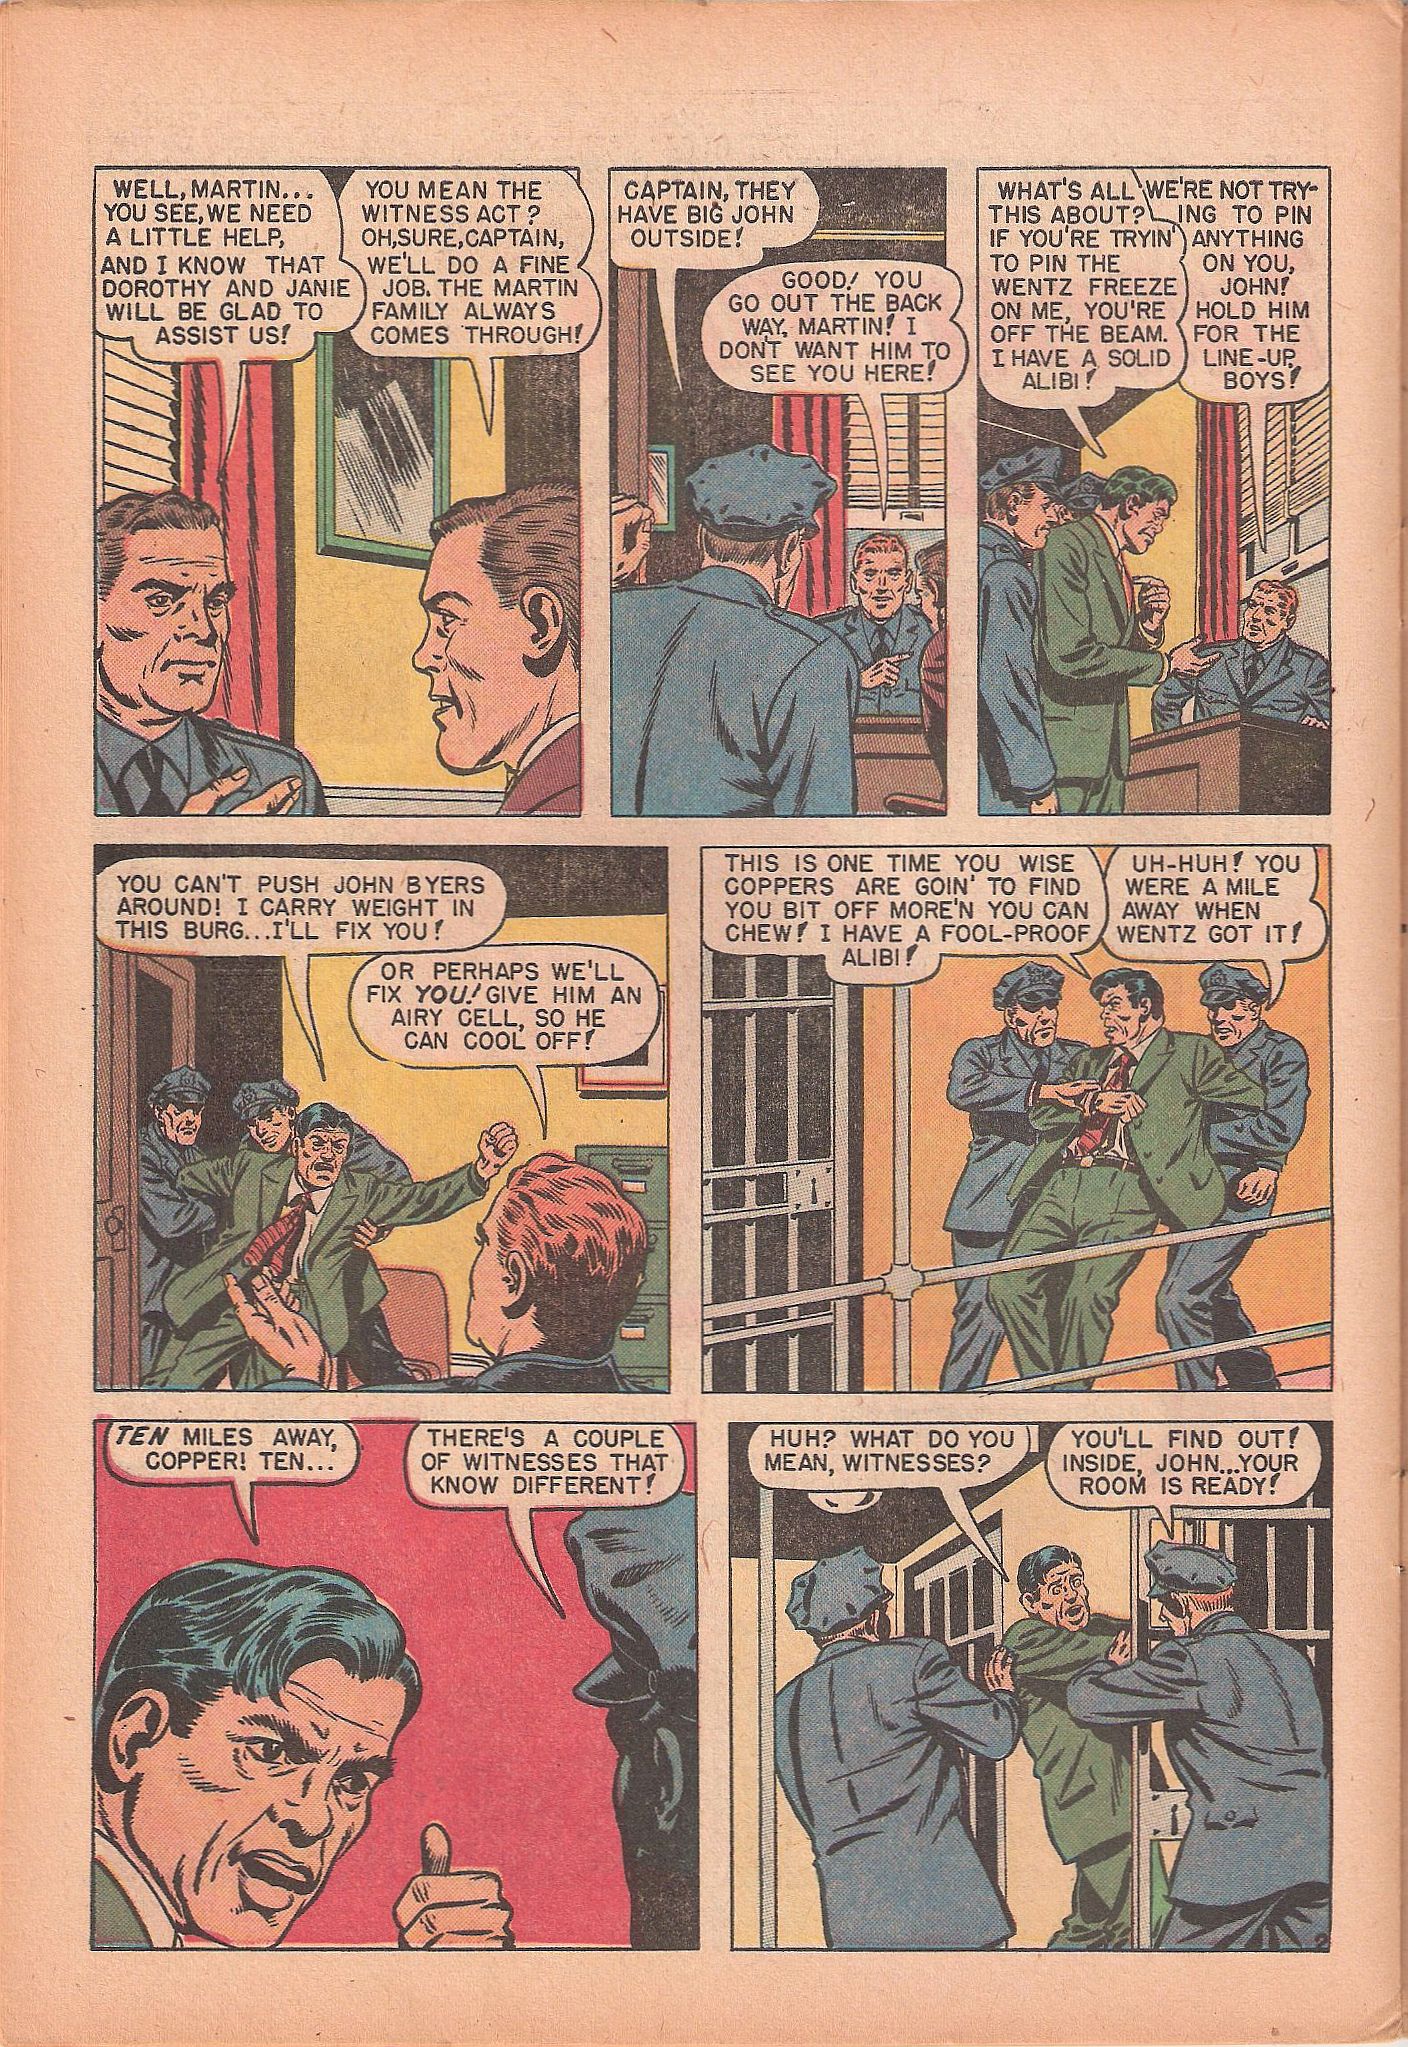 WELL, MARTIN...
YOU SEE, WE NEED
A LITTLE HELP,
AND I KNOW THAT
DOROTHY AND JANIE
WILL BE GLAD TO
ASSIST US!
YOU MEAN THE
WITNESS ACT?
OH, SURE, CAPTAIN,
WE'LL DO A FINE
JOB. THE MARTIN
FAMILY ALWAYS
COMES THROUGH!
CAPTAIN, THEY
HAVE BIG JOHN
OUTSIDE!
GOOD! YOU
GO OUT THE BACK
WAY, MARTIN! I
DON'T WANT HIM TO
SEE YOU HERE!
WHAT'S ALL
THIS ABOUT?
IF YOU'RE TRYIN'
TO PIN THE
WENTZ FREEZE
ON ME, YOU'RE
OFF THE BEAM.
I HAVE A SOLID
ALIBI!
WE'RE NOT TRY-
ING TO PIN
ANYTHING
ON YOU,
JOHN!
HOLD HIM
FOR THE
LINE-UP,
BOYS!
YOU CAN'T PUSH JOHN BYERS
AROUND! I CARRY WEIGHT IN
THIS BURG...I'LL FIX YOU!
OR PERHAPS WE'LL
FIX YOU! GIVE HIM AN
AIRY CELL, SO HE
CAN COOL OFF!
THIS IS ONE TIME YOU WISE
COPPERS ARE GOIN' TO FIND
YOU BIT OFF MORE'N YOU CAN
CHEW! I HAVE A FOOL-PROOF
ALIBI!
UH-HUH! YOU
WERE A MILE
AWAY WHEN
WENTZ GOT IT!
TEN MILES AWAY,
COPPER! TEN...
THERE'S A COUPLE
OF WITNESSES THAT
KNOW DIFFERENT!
HUH? WHAT DO YOU
MEAN, WITNESSES?
YOU'LL FIND OUT!
INSIDE, JOHN...YOUR
ROOM IS READY!
2